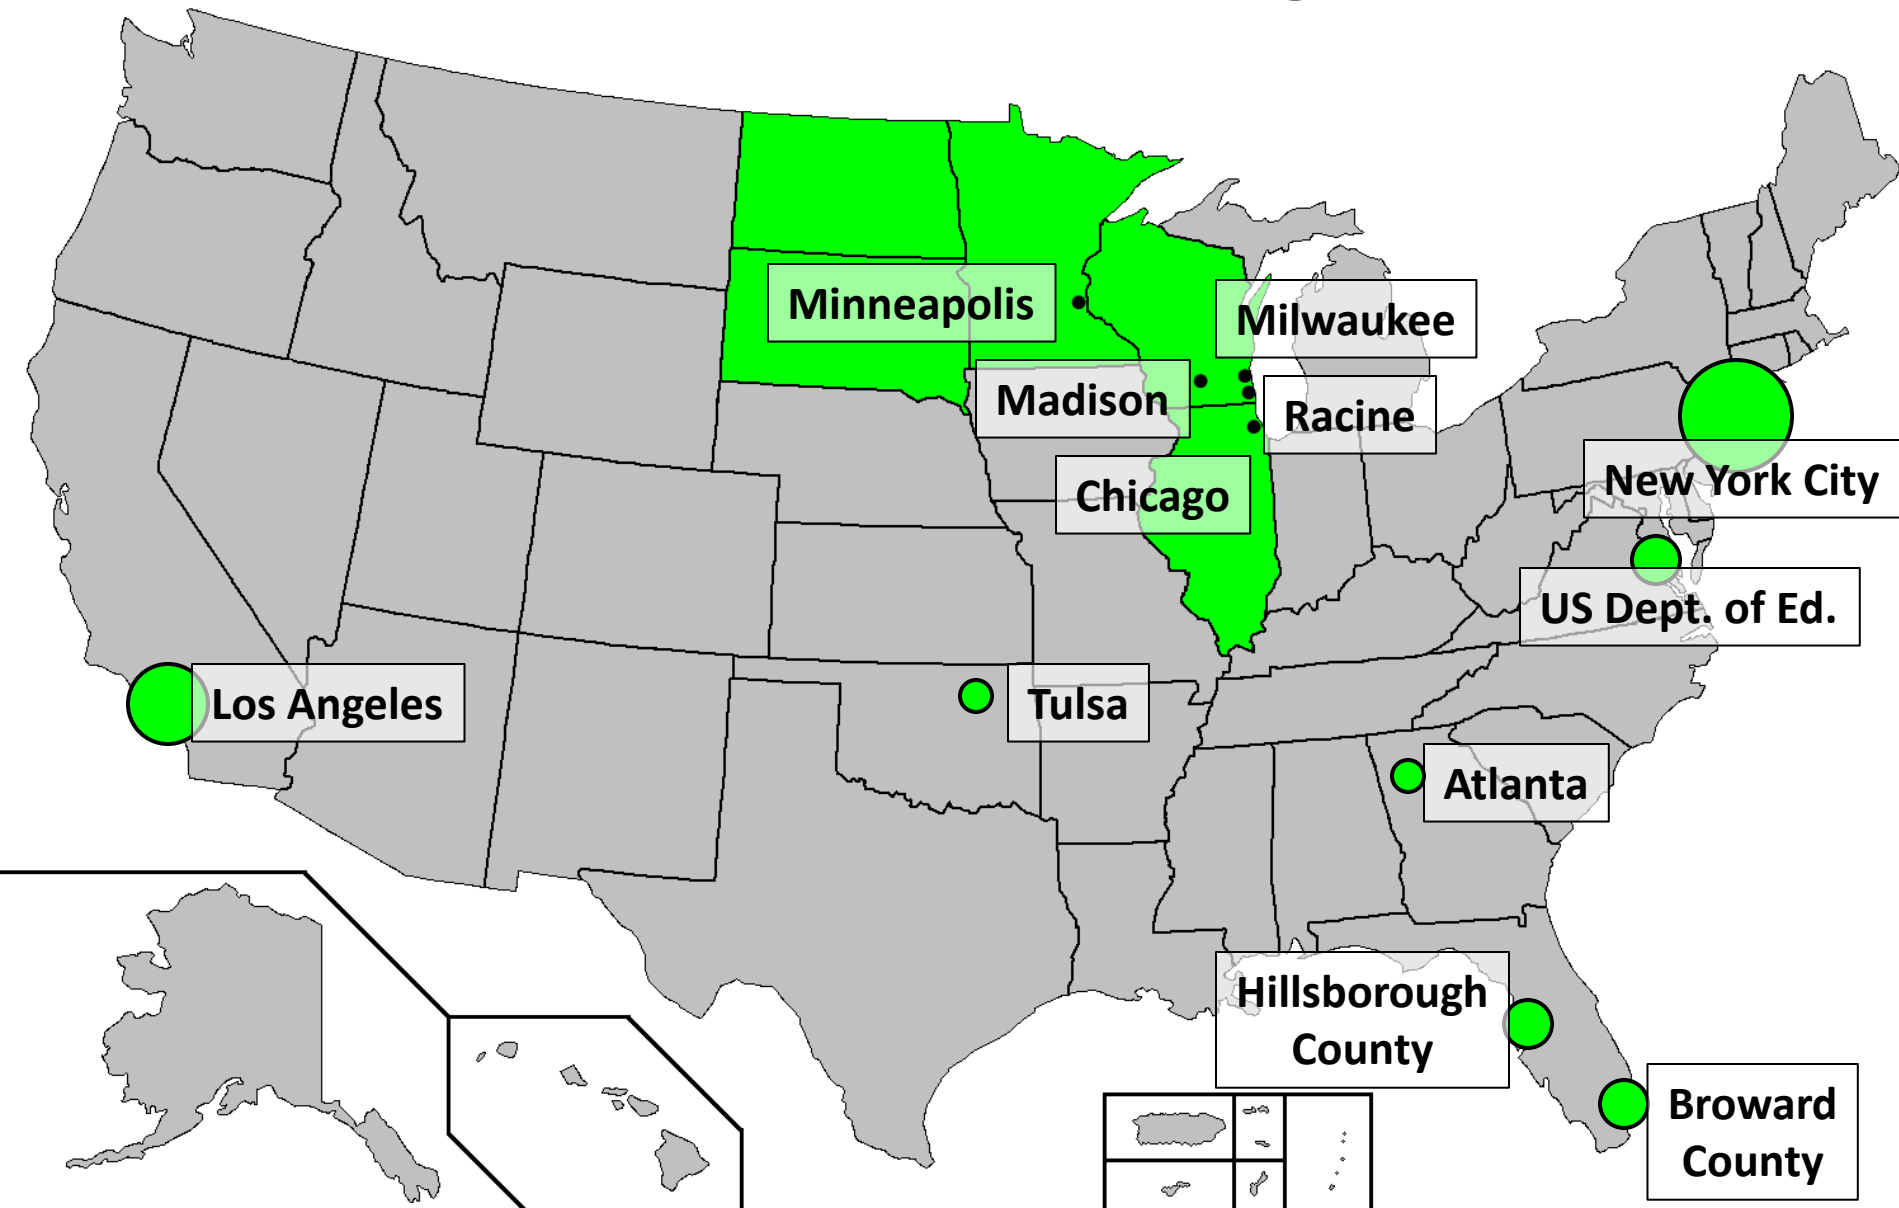 Minneapolis
Milwaukee
Madison
Racine
New York City
Chicago
US Dept. of Ed.
Los Angeles
Tulsa
Atlanta
Hillsborough
County
Broward
County